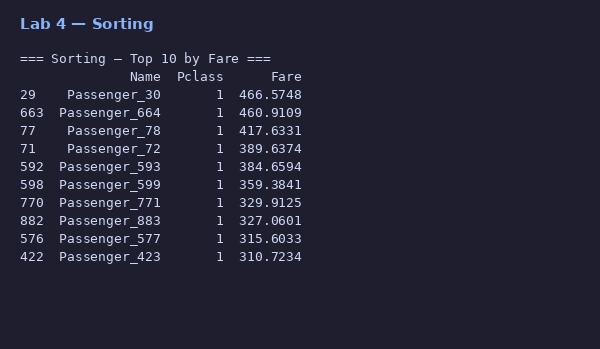 Lab 4 — Sorting
=== Sorting — Top 10 by Fare ===
              Name  Pclass      Fare
29    Passenger_30       1  466.5748
663  Passenger_664       1  460.9109
77    Passenger_78       1  417.6331
71    Passenger_72       1  389.6374
592  Passenger_593       1  384.6594
598  Passenger_599       1  359.3841
770  Passenger_771       1  329.9125
882  Passenger_883       1  327.0601
576  Passenger_577       1  315.6033
422  Passenger_423       1  310.7234